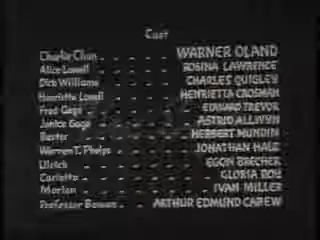 Cast
Charlie Chan WARNER OLAND
Alice Lowell ROSINA LAWRENCE
Dick Williams CHARLES QUIGLEY
Henrietta Lowell HENRIETTA CROSMAN
Fred Gage EDWARD TREVOR
Janice Gage ASTRID ALLWYN
Baxter HERBERT MUNDIN
Warren T. Phelps JONATHAN HALE
Ulrich EGON BRECHER
Carlotta GLORIA ROY
Morton IVAN MILLER
Professor Bowan ARTHUR EDMUND CAREW